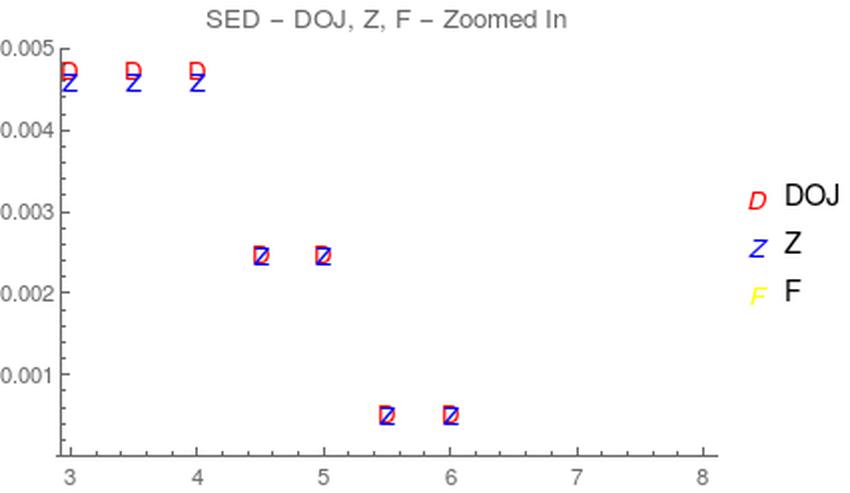 SED – DOJ, Z, F – Zoomed In
0.005
D D D
Z Z Z
0.004
0.003
D DOJ
Z Z
F F
D D
Z Z
0.002
0.001
D D
Z Z
3 4 5 6 7 8